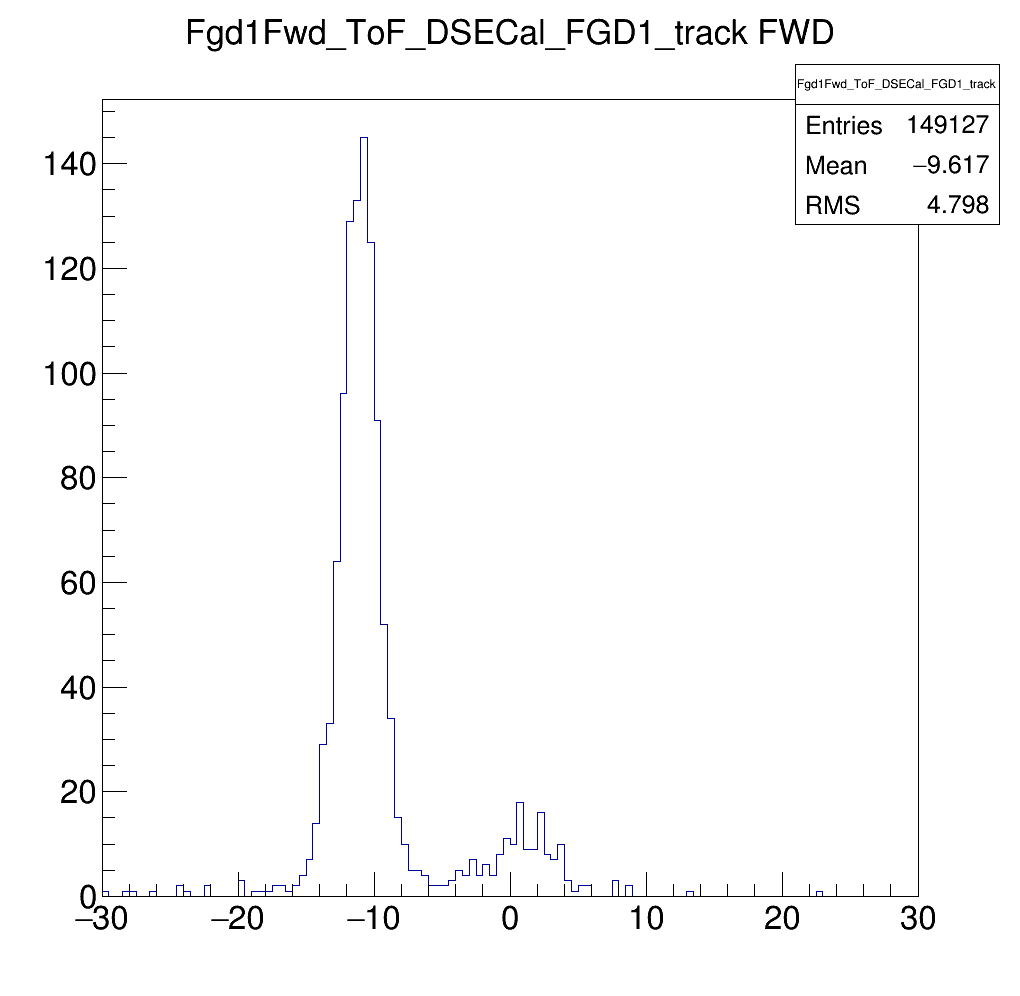 Fgd1Fwd_ToF_DSECal_FGD1_track FWD
Fgd1Fwd_ToF_DSECal_FGD1_track
Entries 149127
Mean −9.617
RMS 4.798
140
120
100
80
60
40
20
0
−30 −20 −10 0 10 20 30